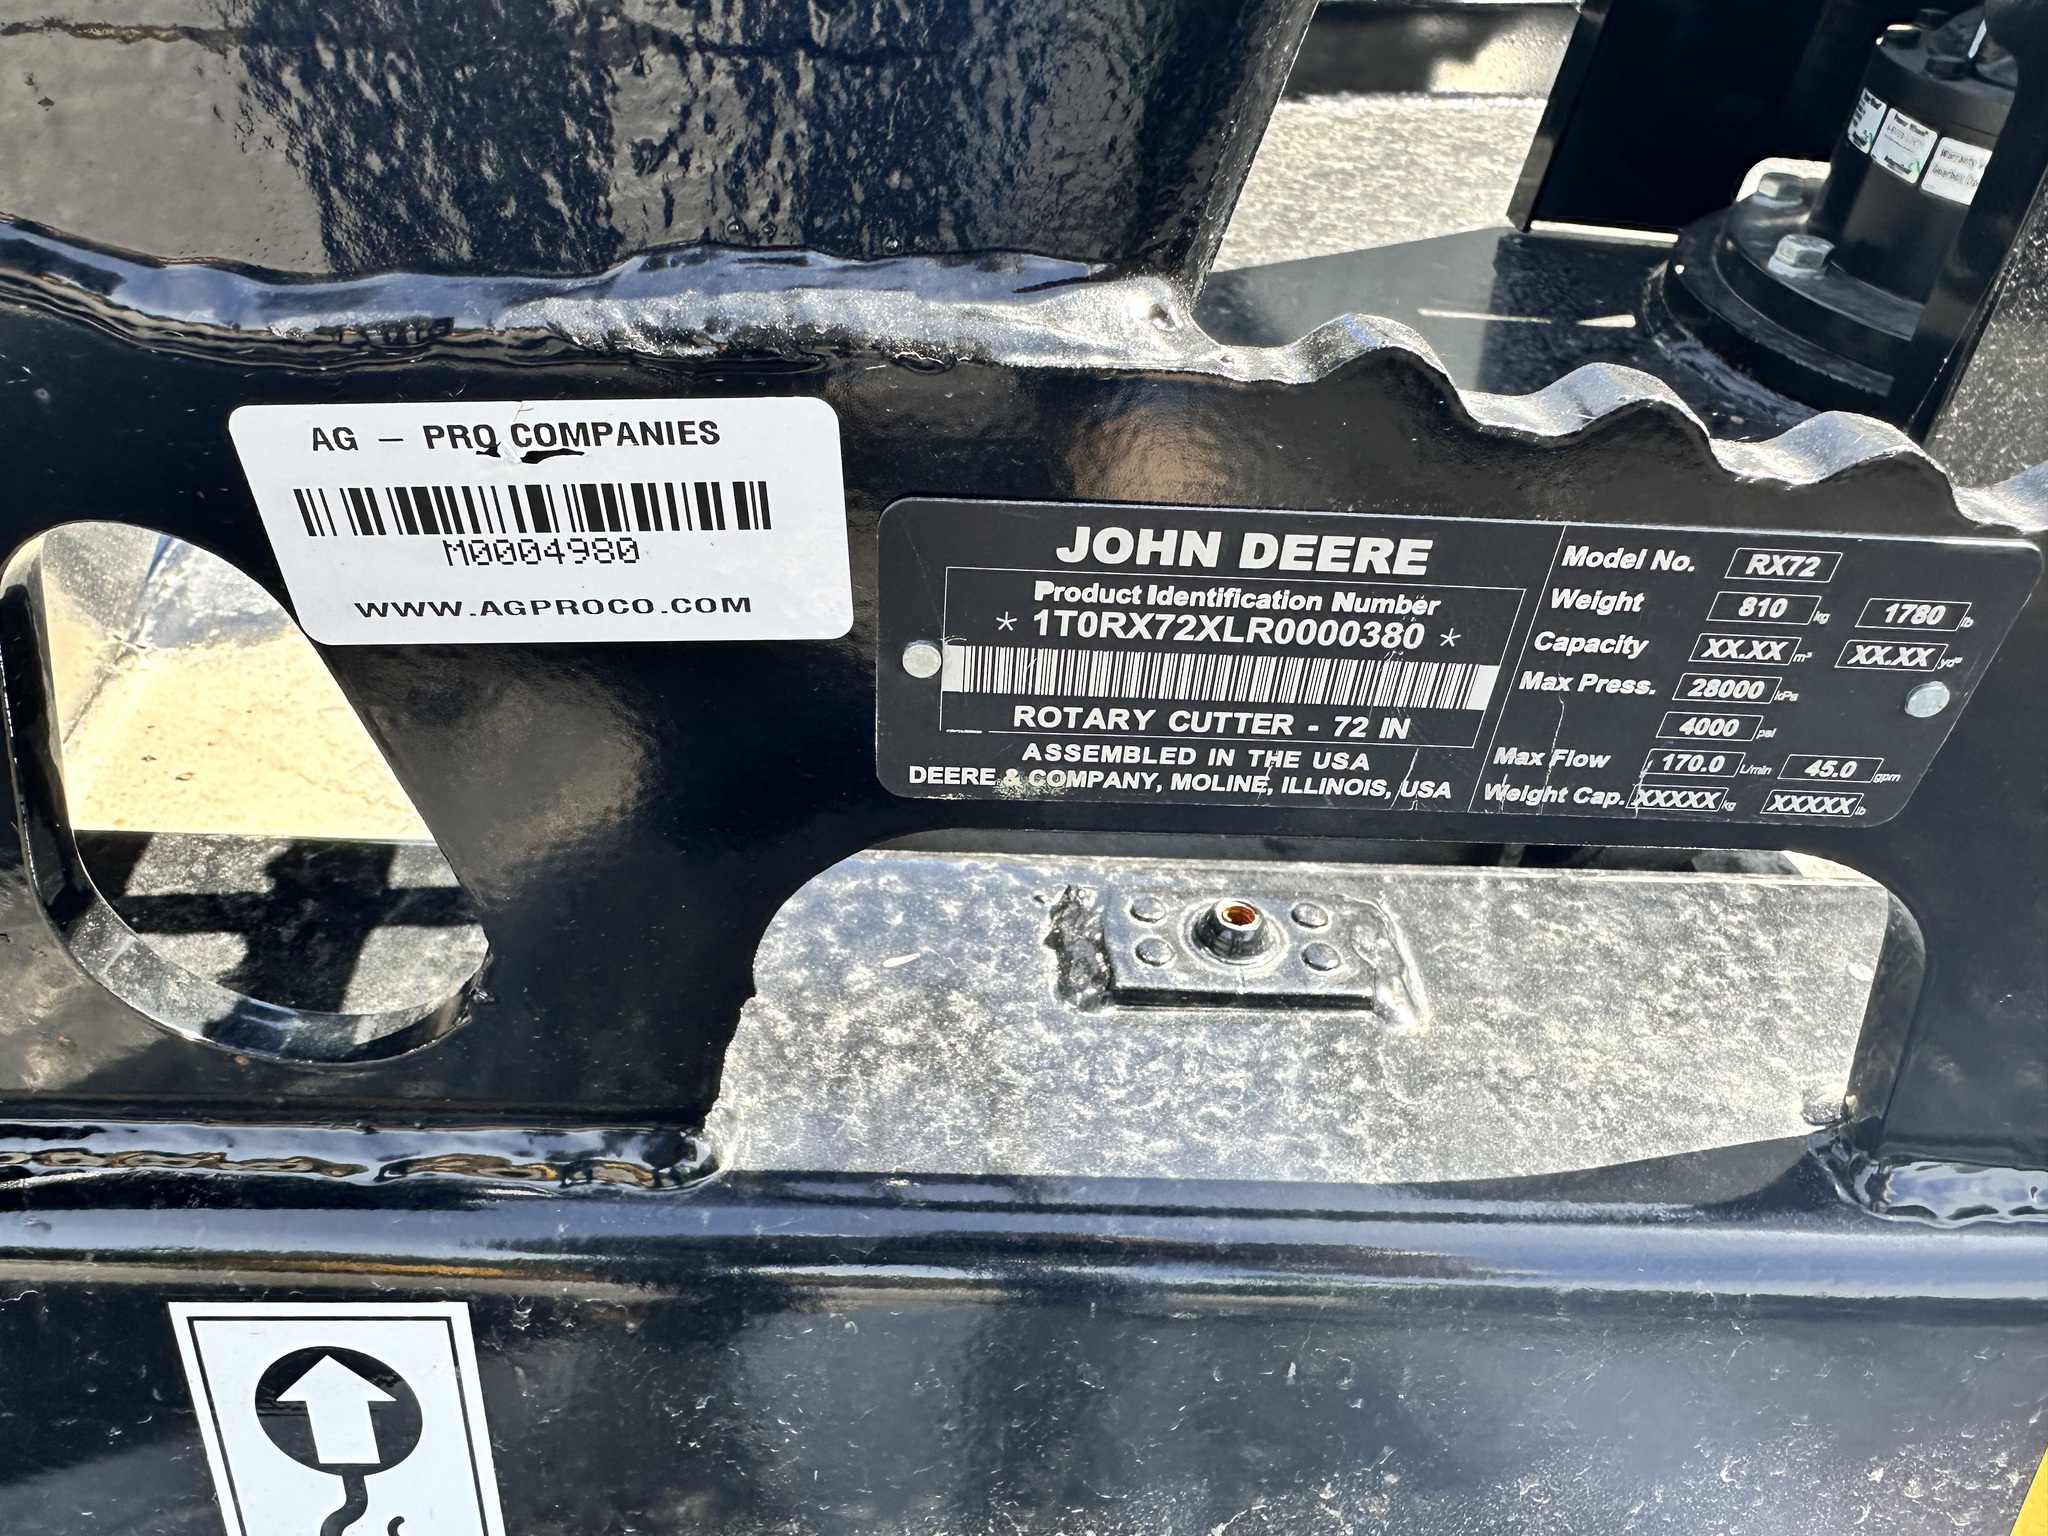 AG – PRO COMPANIES
M0004980
WWW.AGPROCO.COM
JOHN DEERE
Product Identification Number
* 1T0RX72XLR0000380 *
ROTARY CUTTER - 72 IN
ASSEMBLED IN THE USA
DEERE & COMPANY, MOLINE, ILLINOIS, USA
Model No. RX72
Weight 810 kg 1780 lb
Capacity XX.XX m³ XX.XX yd³
Max Press. 28000 kPa
4000 psi
Max Flow 170.0 L/min 45.0 gpm
Weight Cap. XXXXX kg XXXXX lb